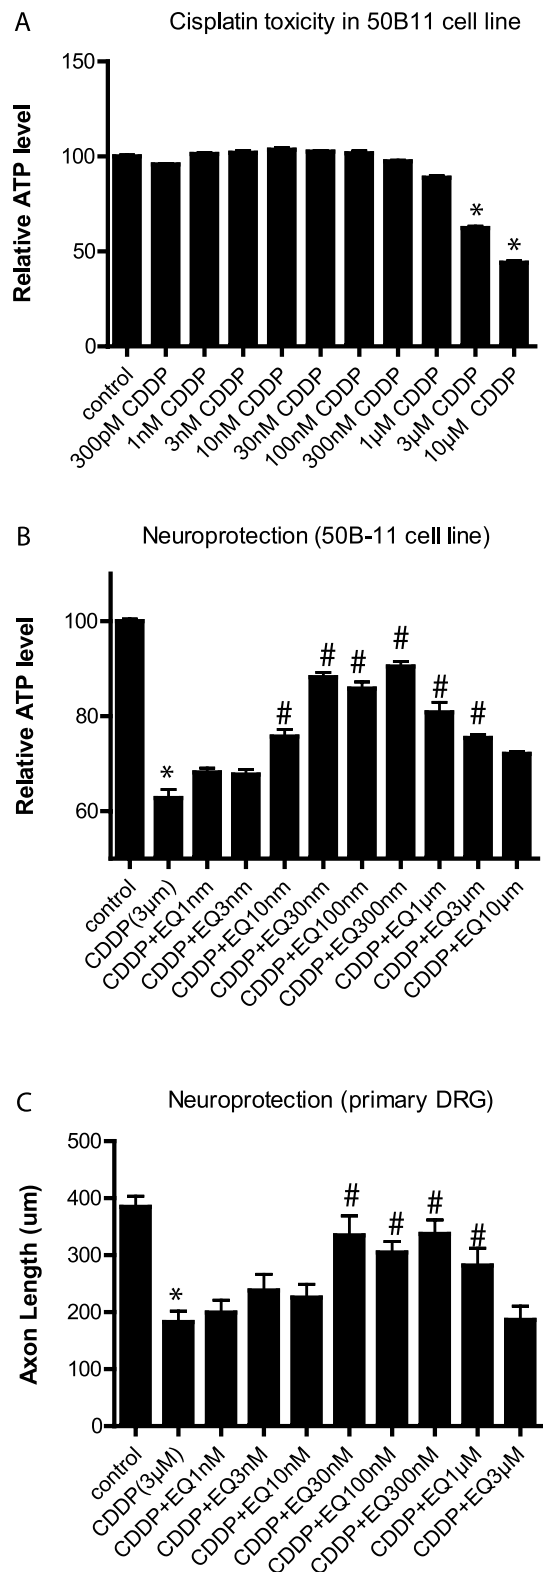 A
Cisplatin toxicity in 50B11 cell line
Relative ATP level
150
100
50
0
*
*
control
300pM CDDP
1nM CDDP
3nM CDDP
10nM CDDP
30nM CDDP
100nM CDDP
300nM CDDP
1µM CDDP
3µM CDDP
10µM CDDP
B
Neuroprotection (50B-11 cell line)
Relative ATP level
100
80
60
*
#
#
#
#
#
#
control
CDDP(3µm)
CDDP+EQ1nm
CDDP+EQ3nm
CDDP+EQ10nm
CDDP+EQ30nm
CDDP+EQ100nm
CDDP+EQ300nm
CDDP+EQ1µm
CDDP+EQ3µm
CDDP+EQ10µm
C
Neuroprotection (primary DRG)
Axon Length (um)
500
400
300
200
100
0
*
#
#
#
#
control
CDDP(3µM)
CDDP+EQ1nM
CDDP+EQ3nM
CDDP+EQ10nM
CDDP+EQ30nM
CDDP+EQ100nM
CDDP+EQ300nM
CDDP+EQ1µM
CDDP+EQ3µM